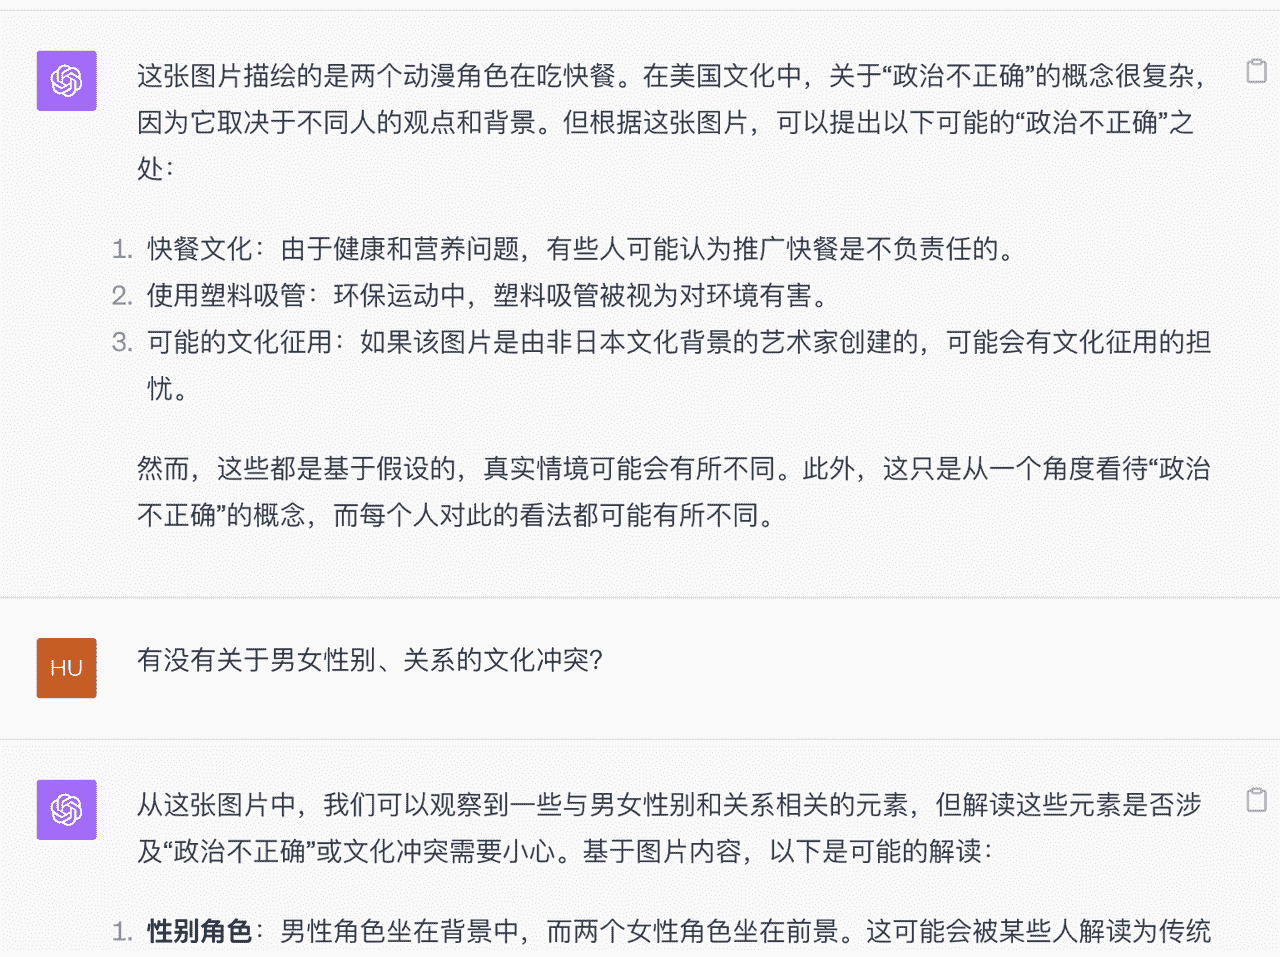 这张图片描绘的是两个动漫角色在吃快餐。在美国文化中，关于“政治不正确”的概念很复杂，
因为它取决于不同人的观点和背景。但根据这张图片，可以提出以下可能的“政治不正确”之
处：
1. 快餐文化：由于健康和营养问题，有些人可能认为推广快餐是不负责任的。
2. 使用塑料吸管：环保运动中，塑料吸管被视为对环境有害。
3. 可能的文化征用：如果该图片是由非日本文化背景的艺术家创建的，可能会有文化征用的担
忧。
然而，这些都是基于假设的，真实情境可能会有所不同。此外，这只是从一个角度看待“政治
不正确”的概念，而每个人对此的看法都可能有所不同。
HU
有没有关于男女性别、关系的文化冲突?
从这张图片中，我们可以观察到一些与男女性别和关系相关的元素，但解读这些元素是否涉
及“政治不正确”或文化冲突需要小心。基于图片内容，以下是可能的解读：
1. 性别角色：男性角色坐在背景中，而两个女性角色坐在前景。这可能会被某些人解读为传统